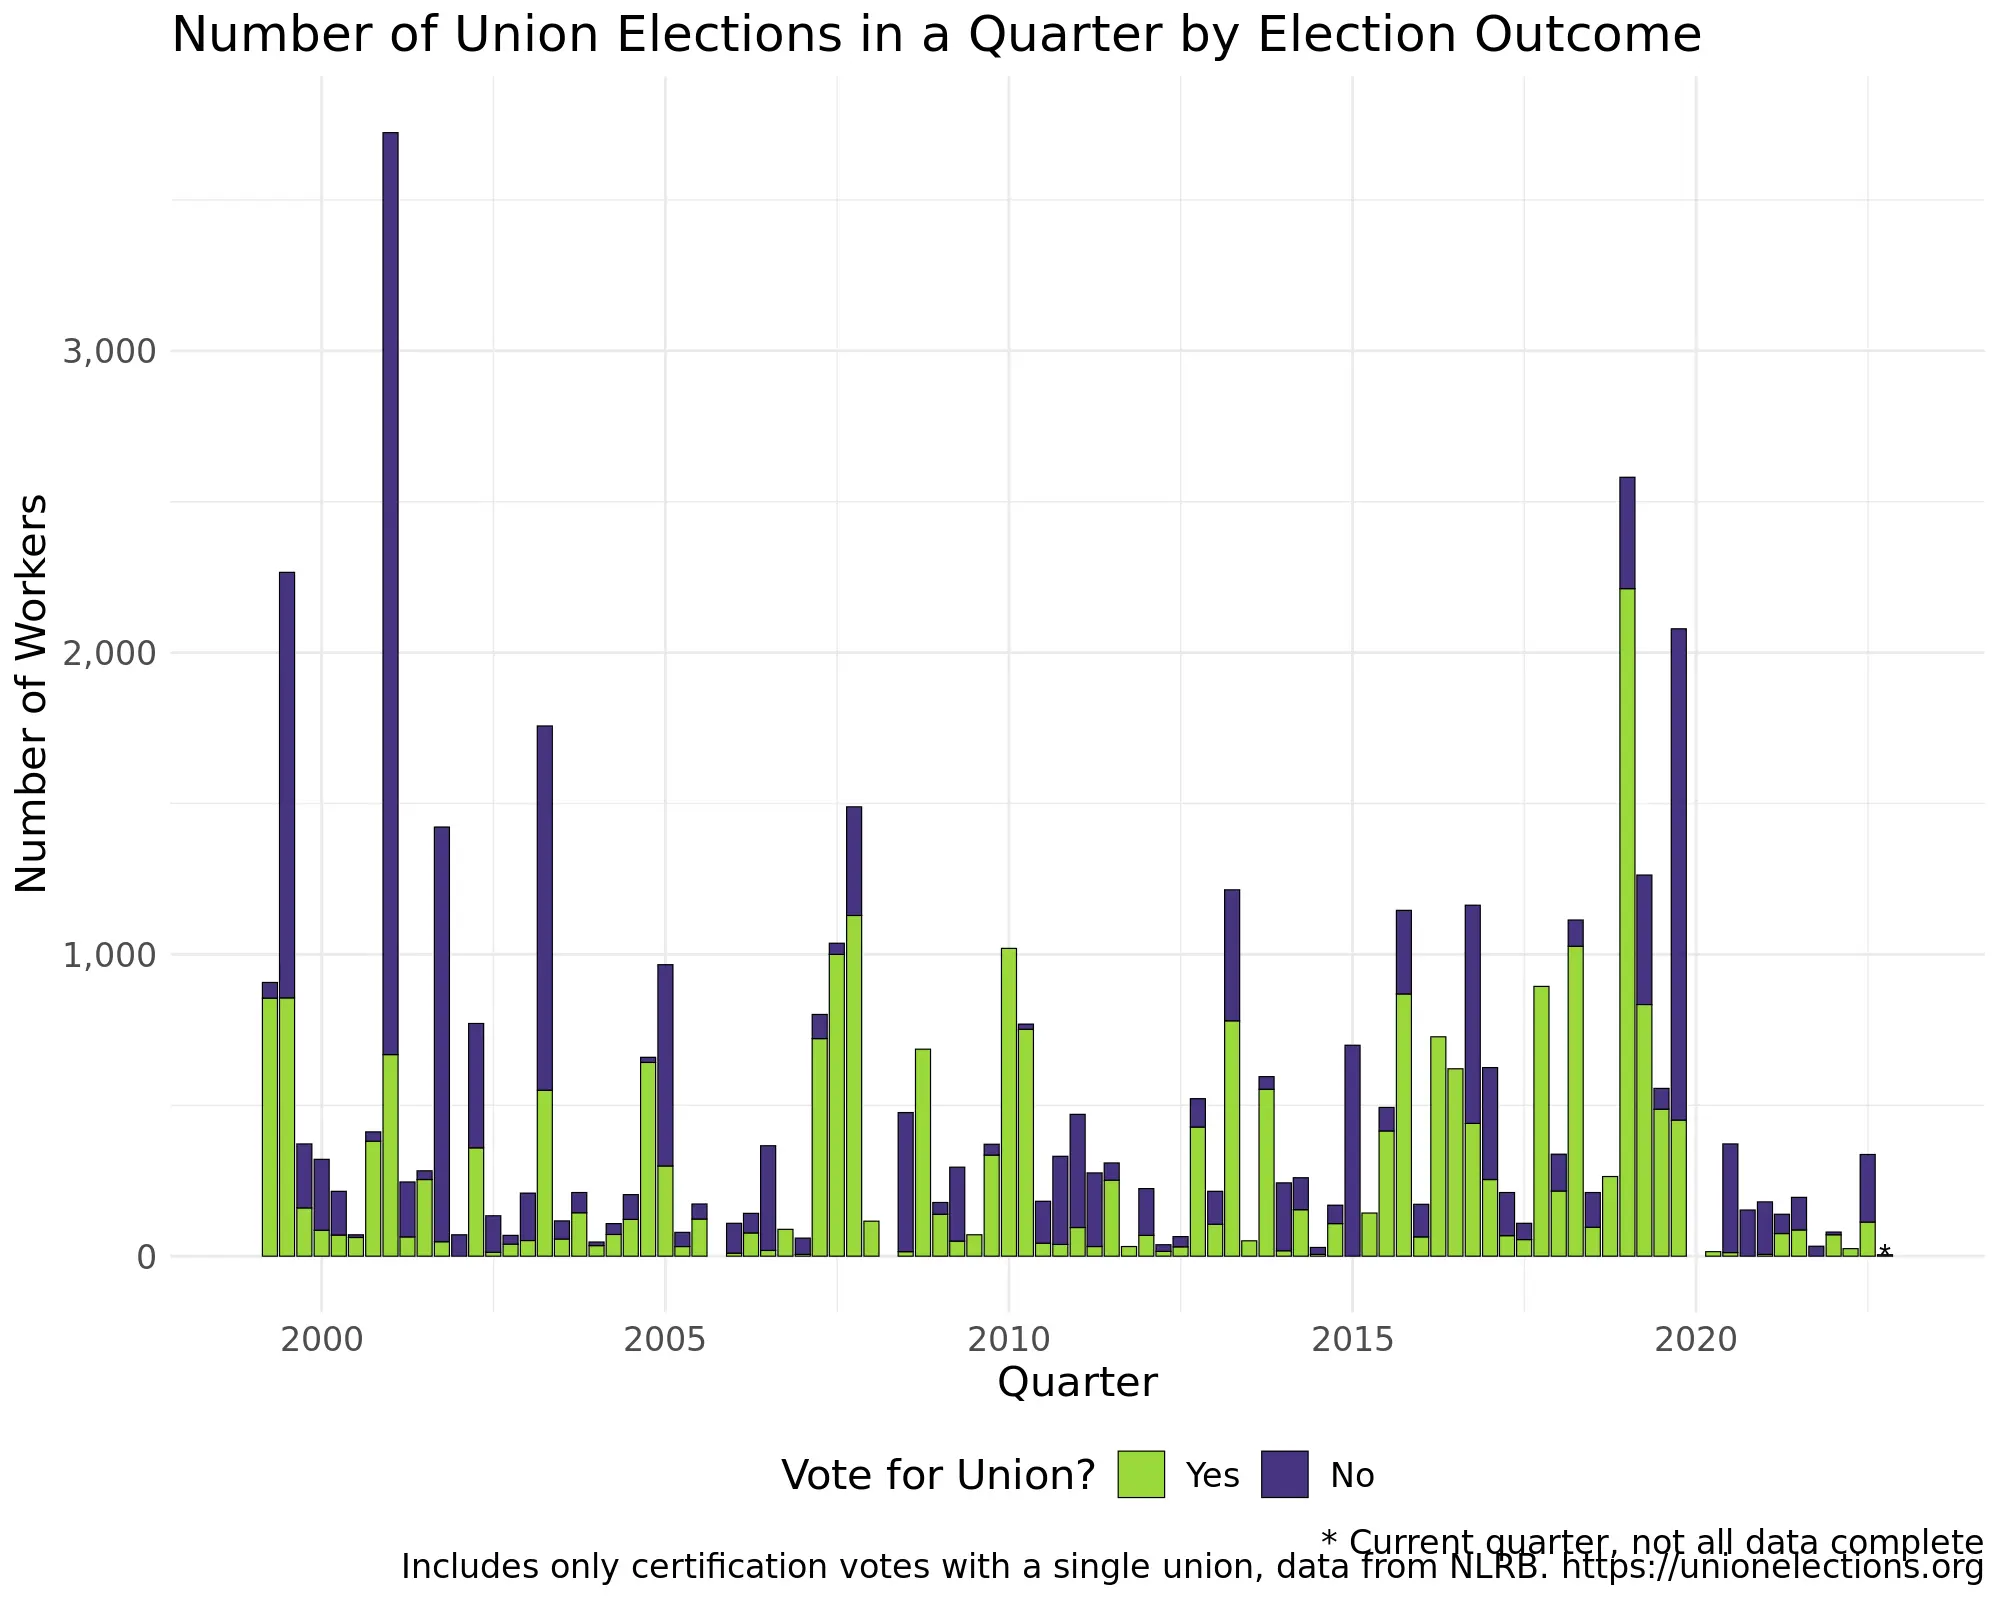 Number of Union Elections in a Quarter by Election Outcome
Number of Workers
3,000
2,000
1,000
0
*
2000 2005 2010 2015 2020
Quarter
Vote for Union? Yes No
* Current quarter, not all data complete
Includes only certification votes with a single union, data from NLRB. https://unionelections.org